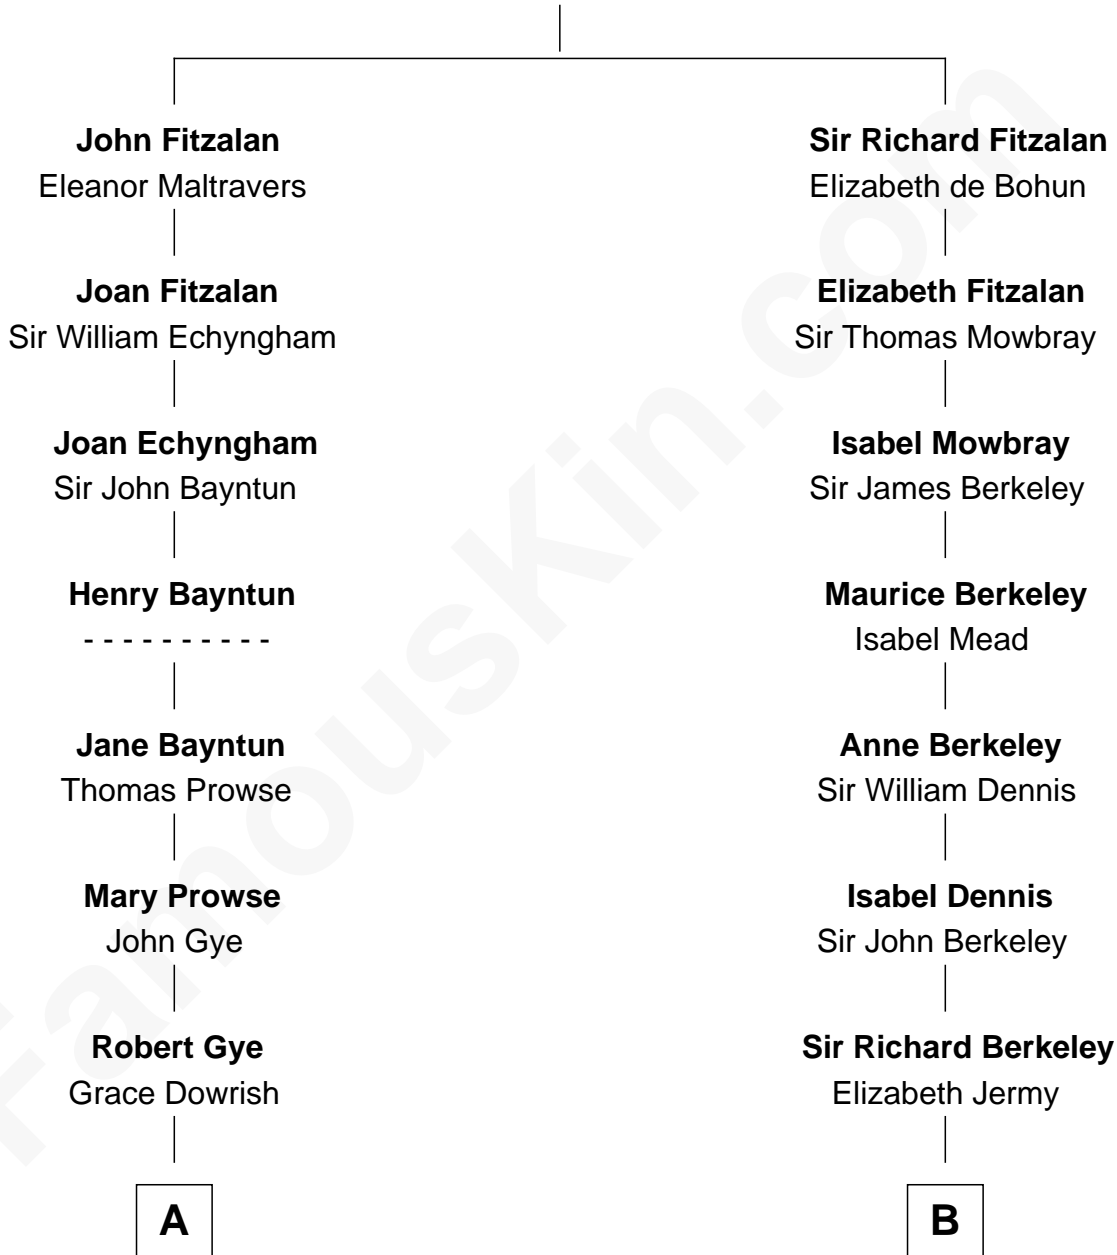 John Fitzalan
Eleanor Maltravers
Joan Fitzalan
Sir William Echyngham
Joan Echyngham
Sir John Bayntun
Henry Bayntun
- - - - - - - - - -
Jane Bayntun
Thomas Prowse
Mary Prowse
John Gye
Robert Gye
Grace Dowrish
A
Sir Richard Fitzalan
Elizabeth de Bohun
Elizabeth Fitzalan
Sir Thomas Mowbray
Isabel Mowbray
Sir James Berkeley
Maurice Berkeley
Isabel Mead
Anne Berkeley
Sir William Dennis
Isabel Dennis
Sir John Berkeley
Sir Richard Berkeley
Elizabeth Jermy
B
FamousKin.com